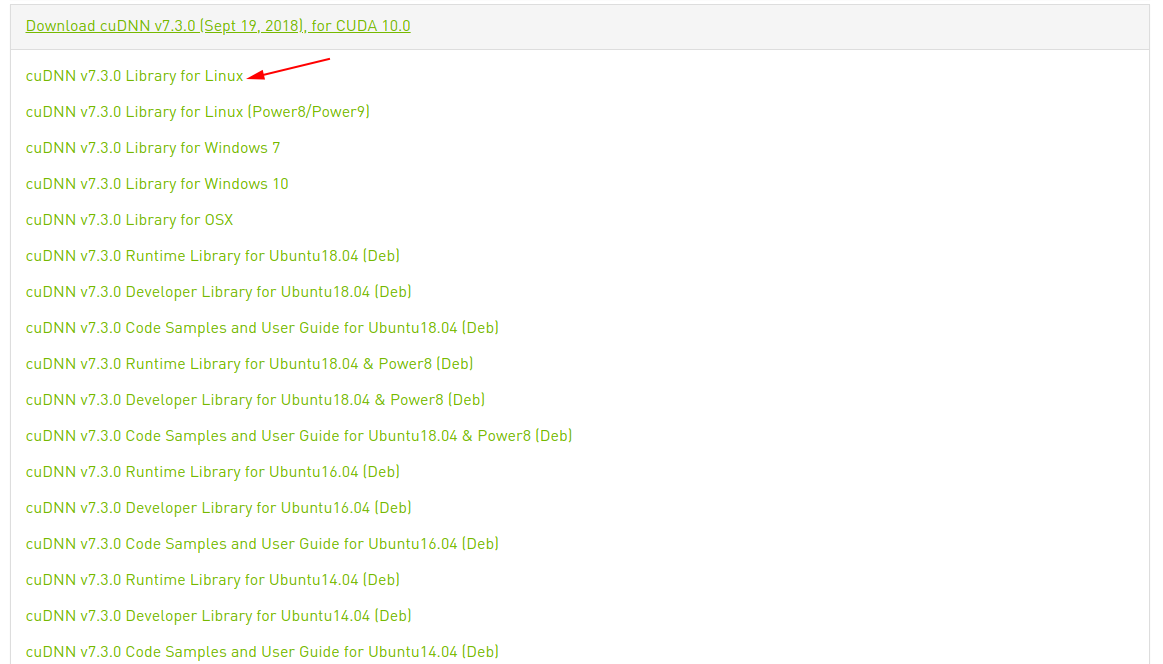 Download cuDNN v7.3.0 (Sept 19, 2018), for CUDA 10.0
cuDNN v7.3.0 Library for Linux
cuDNN v7.3.0 Library for Linux (Power8/Power9)
cuDNN v7.3.0 Library for Windows 7
cuDNN v7.3.0 Library for Windows 10
cuDNN v7.3.0 Library for OSX
cuDNN v7.3.0 Runtime Library for Ubuntu18.04 (Deb)
cuDNN v7.3.0 Developer Library for Ubuntu18.04 (Deb)
cuDNN v7.3.0 Code Samples and User Guide for Ubuntu18.04 (Deb)
cuDNN v7.3.0 Runtime Library for Ubuntu18.04 & Power8 (Deb)
cuDNN v7.3.0 Developer Library for Ubuntu18.04 & Power8 (Deb)
cuDNN v7.3.0 Code Samples and User Guide for Ubuntu18.04 & Power8 (Deb)
cuDNN v7.3.0 Runtime Library for Ubuntu16.04 (Deb)
cuDNN v7.3.0 Developer Library for Ubuntu16.04 (Deb)
cuDNN v7.3.0 Code Samples and User Guide for Ubuntu16.04 (Deb)
cuDNN v7.3.0 Runtime Library for Ubuntu14.04 (Deb)
cuDNN v7.3.0 Developer Library for Ubuntu14.04 (Deb)
cuDNN v7.3.0 Code Samples and User Guide for Ubuntu14.04 (Deb)